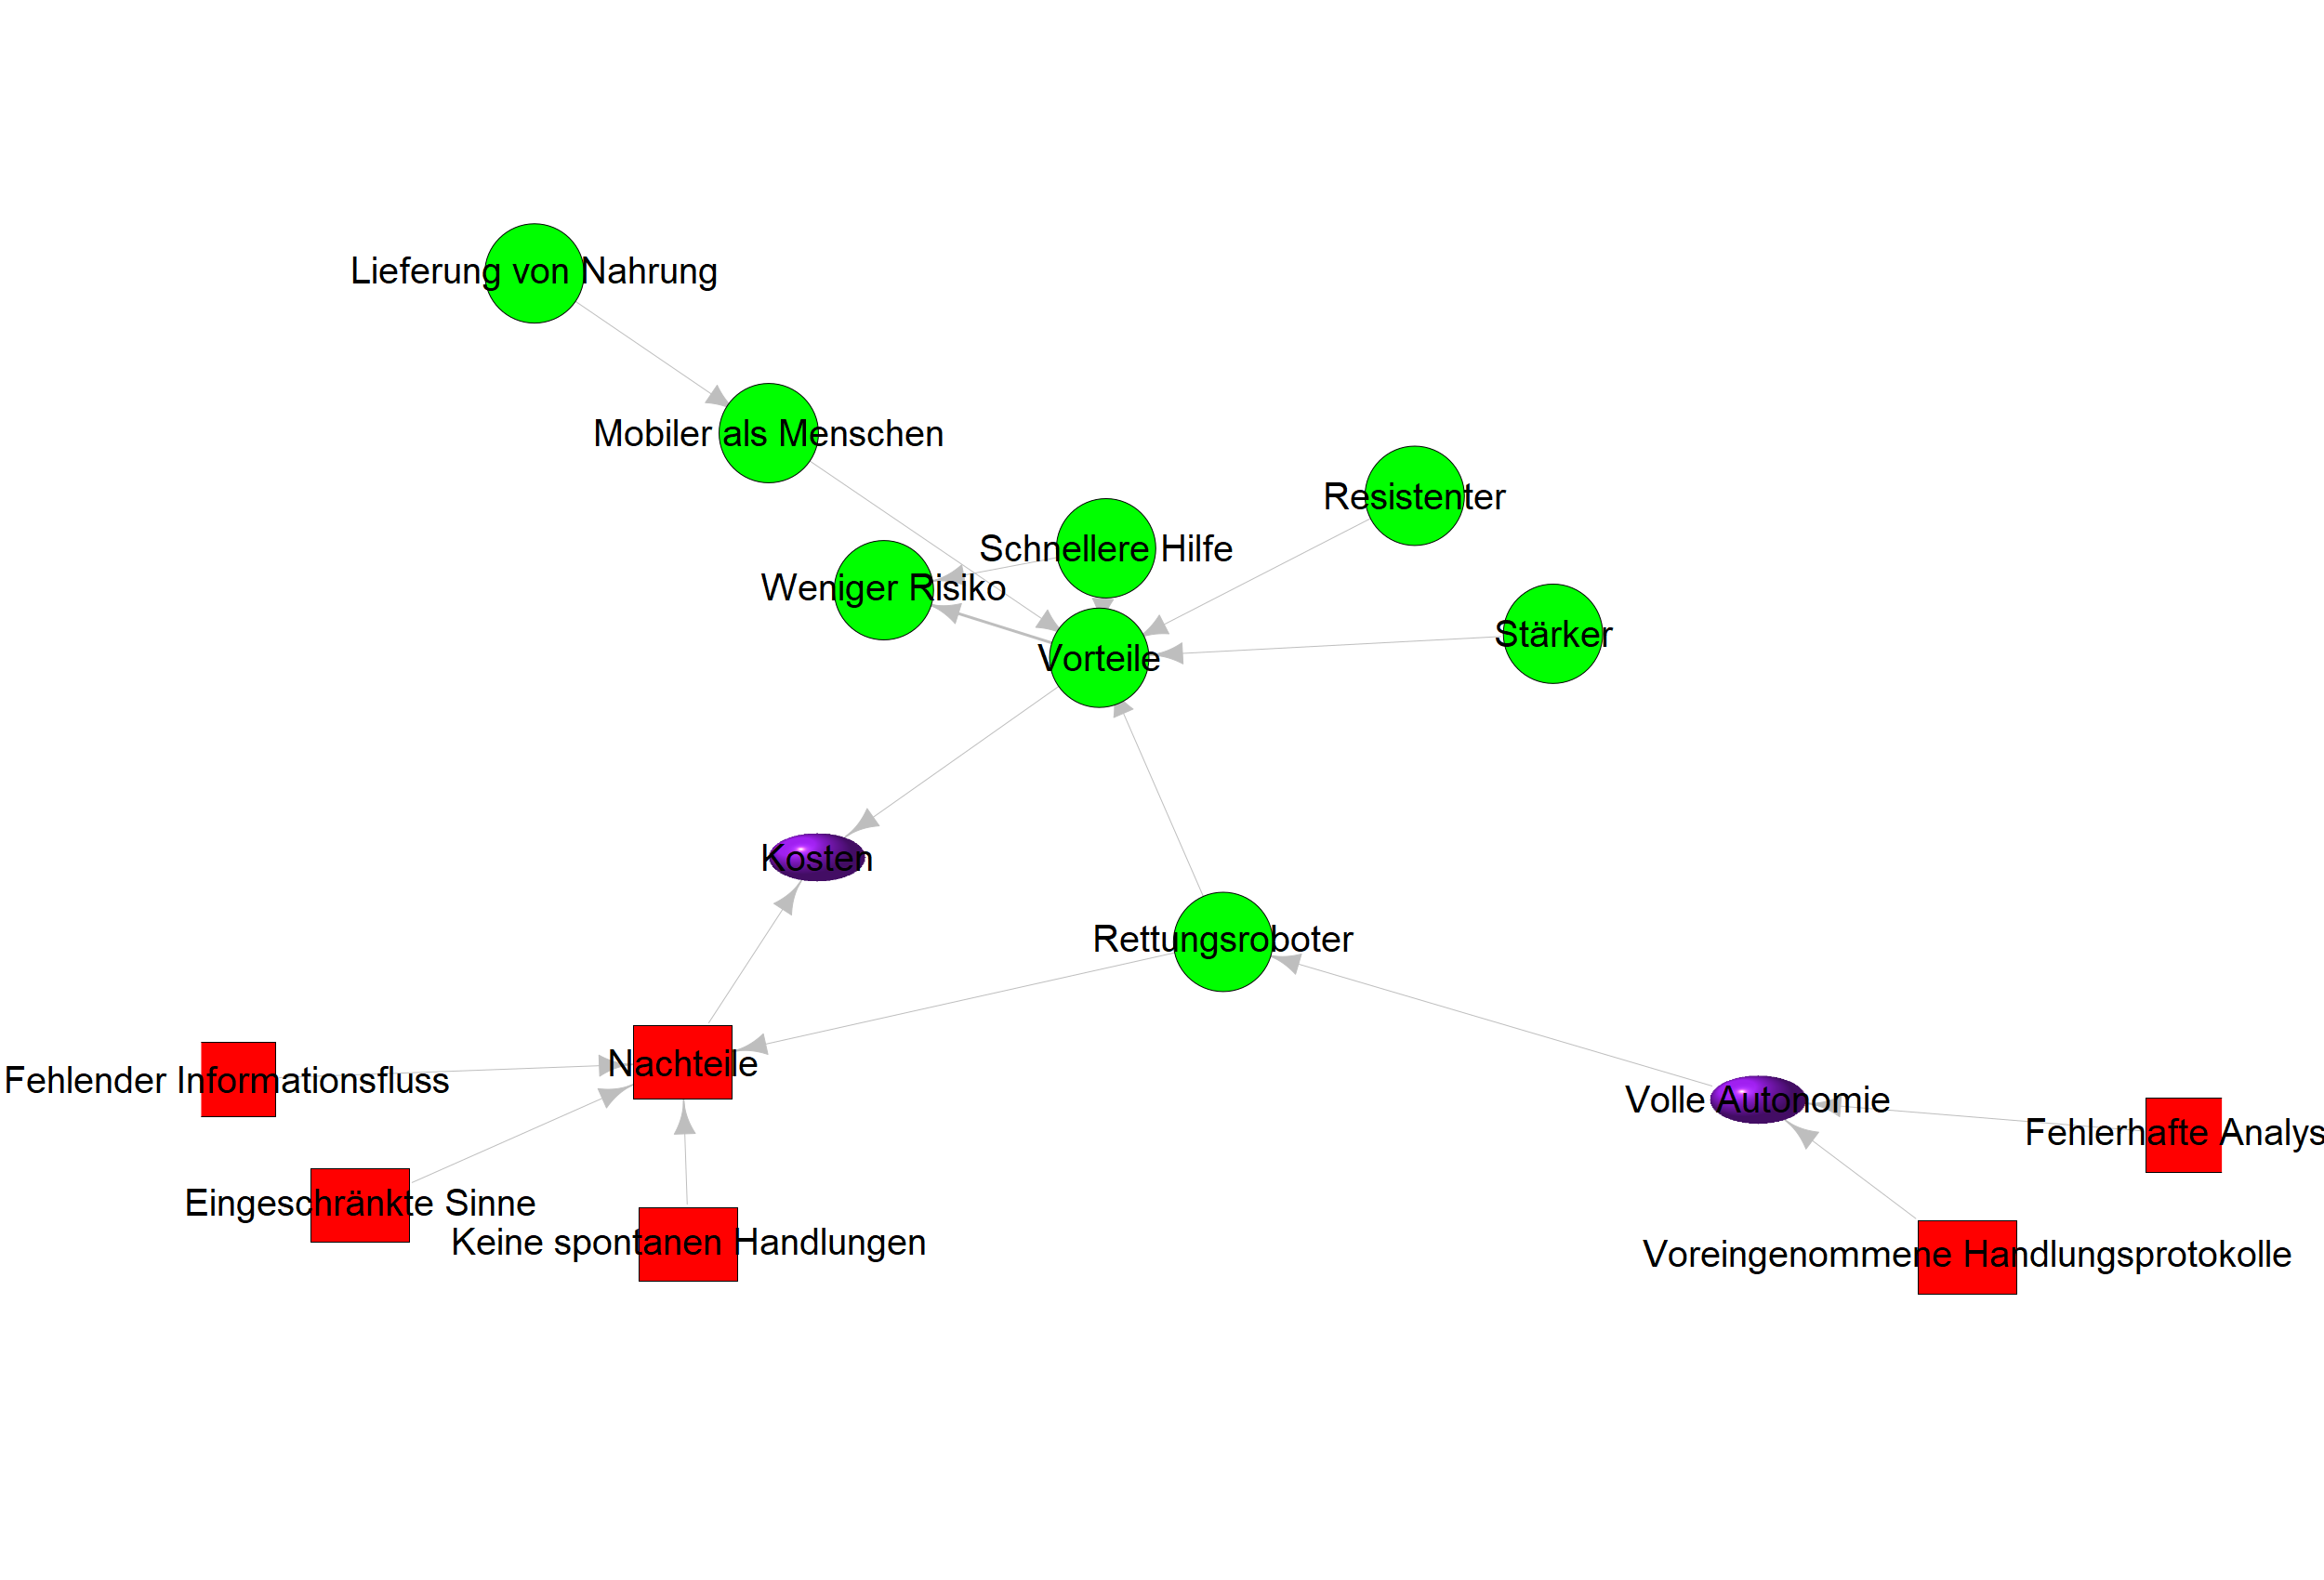 Lieferung von Nahrung
Mobiler als Menschen
Resistenter
Schnellere Hilfe
Weniger Risiko
Stärker
Vorteile
Kosten
Rettungsroboter
Nachteile
Fehlender Informationsfluss
Volle Autonomie
Fehlerhafte Analys
Eingeschränkte Sinne
Keine spontanen Handlungen
Voreingenommene Handlungsprotokolle